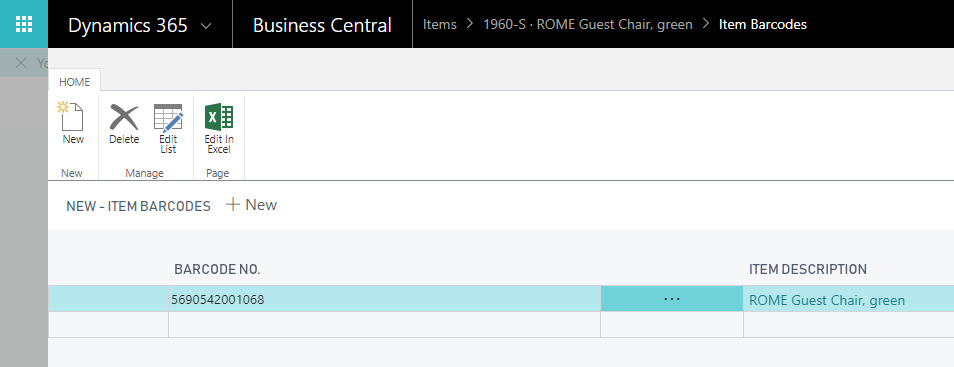 Dynamics 365
Business Central
Items > 1960-S · ROME Guest Chair, green > Item Barcodes
Yo
HOME
New
Delete
Edit
List
Edit In
Excel
New
Manage
Page
NEW - ITEM BARCODES
+ New
BARCODE NO.
ITEM DESCRIPTION
5690542001068
...
ROME Guest Chair, green